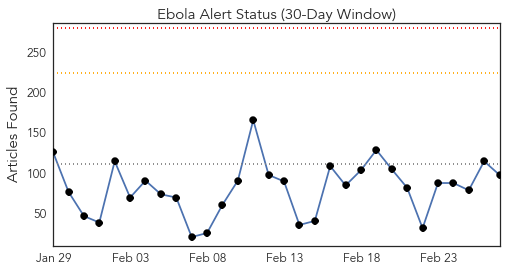 Ebola Alert Status (30-Day Window)
Articles Found
250
200
150
100
50
Jan 29 Feb 03 Feb 08 Feb 13 Feb 18 Feb 23